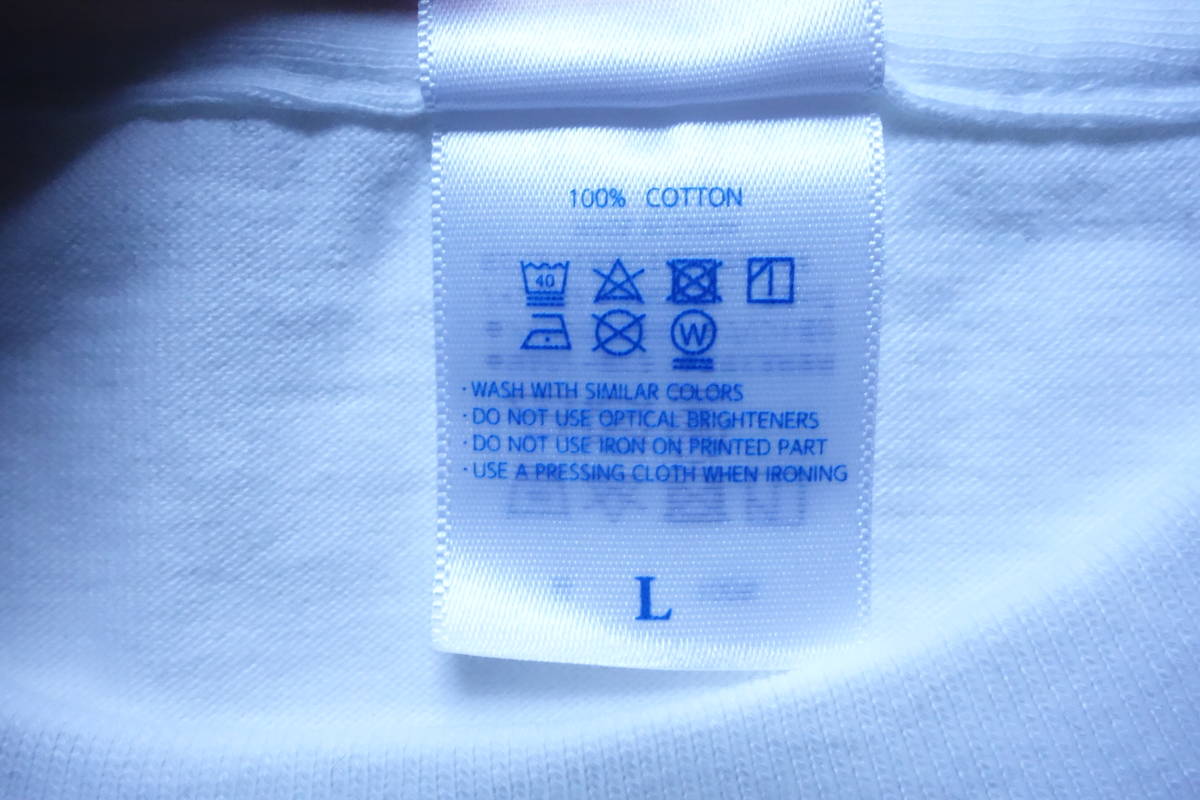 100% COTTON
40
W
· WASH WITH SIMILAR COLORS
· DO NOT USE OPTICAL BRIGHTENERS
· DO NOT USE IRON ON PRINTED PART
· USE A PRESSING CLOTH WHEN IRONING
L